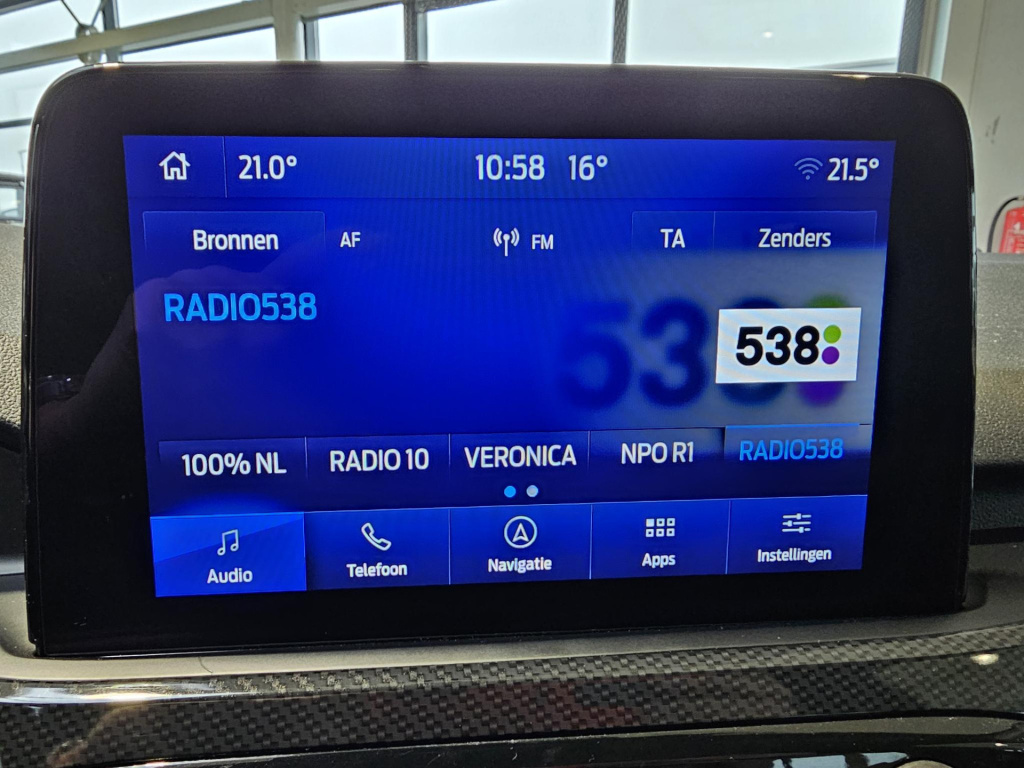 21.0° 10:58 16° 21.5°
Bronnen AF FM TA Zenders
RADIO538
538
538
100% NL RADIO 10 VERONICA NPO R1 RADIO538
Audio Telefoon Navigatie Apps Instellingen